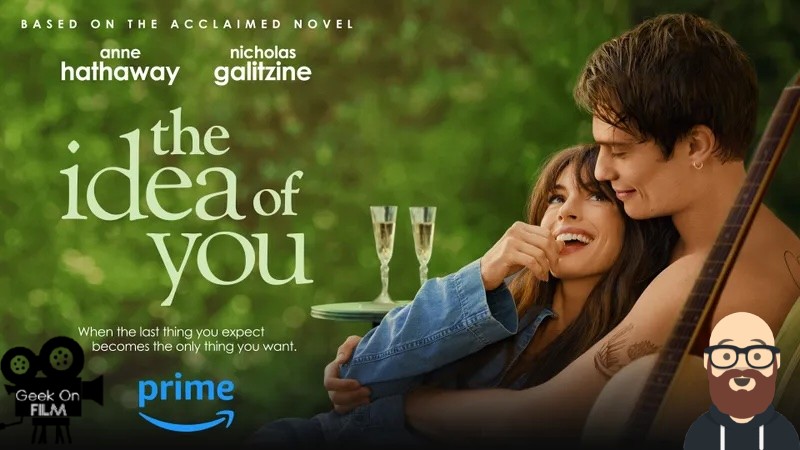 BASED ON THE ACCLAIMED NOVEL
anne
hathaway
nicholas
galitzine
the
idea of
you
When the last thing you expect
becomes the only thing you want.
Geek On
FILM
prime